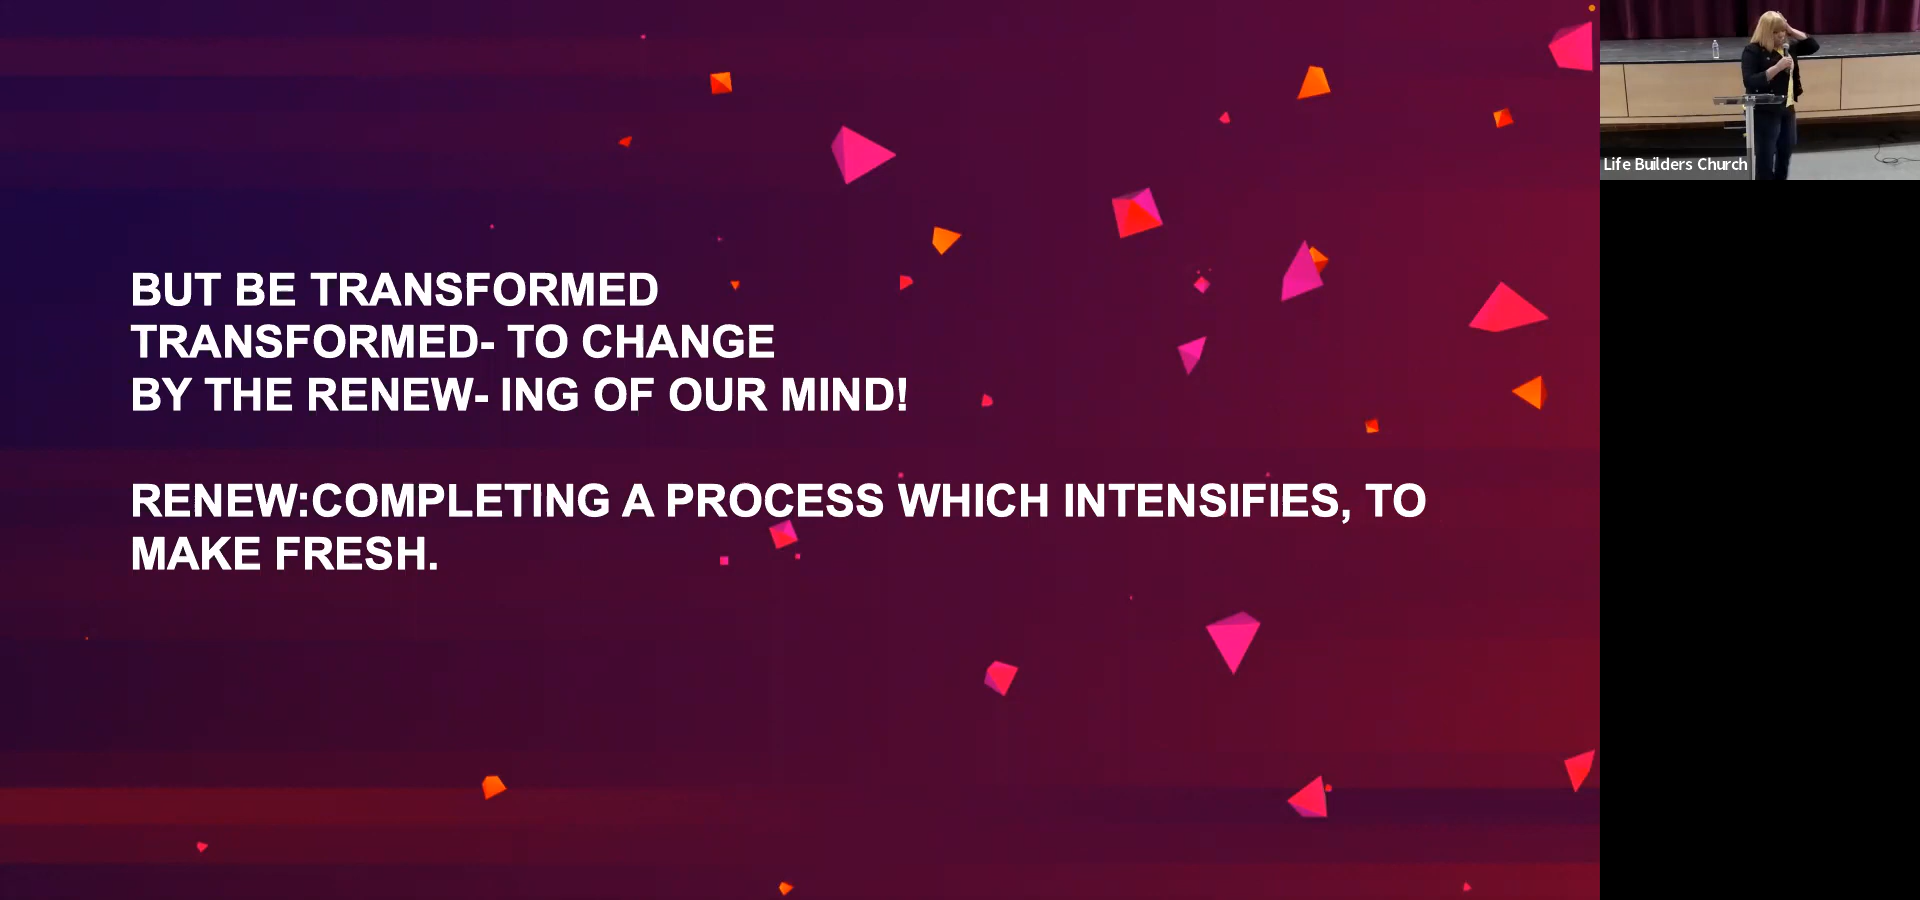 BUT BE TRANSFORMED
TRANSFORMED- TO CHANGE
BY THE RENEW- ING OF OUR MIND!
RENEW:COMPLETING A PROCESS WHICH INTENSIFIES, TO
MAKE FRESH.
Life Builders Church